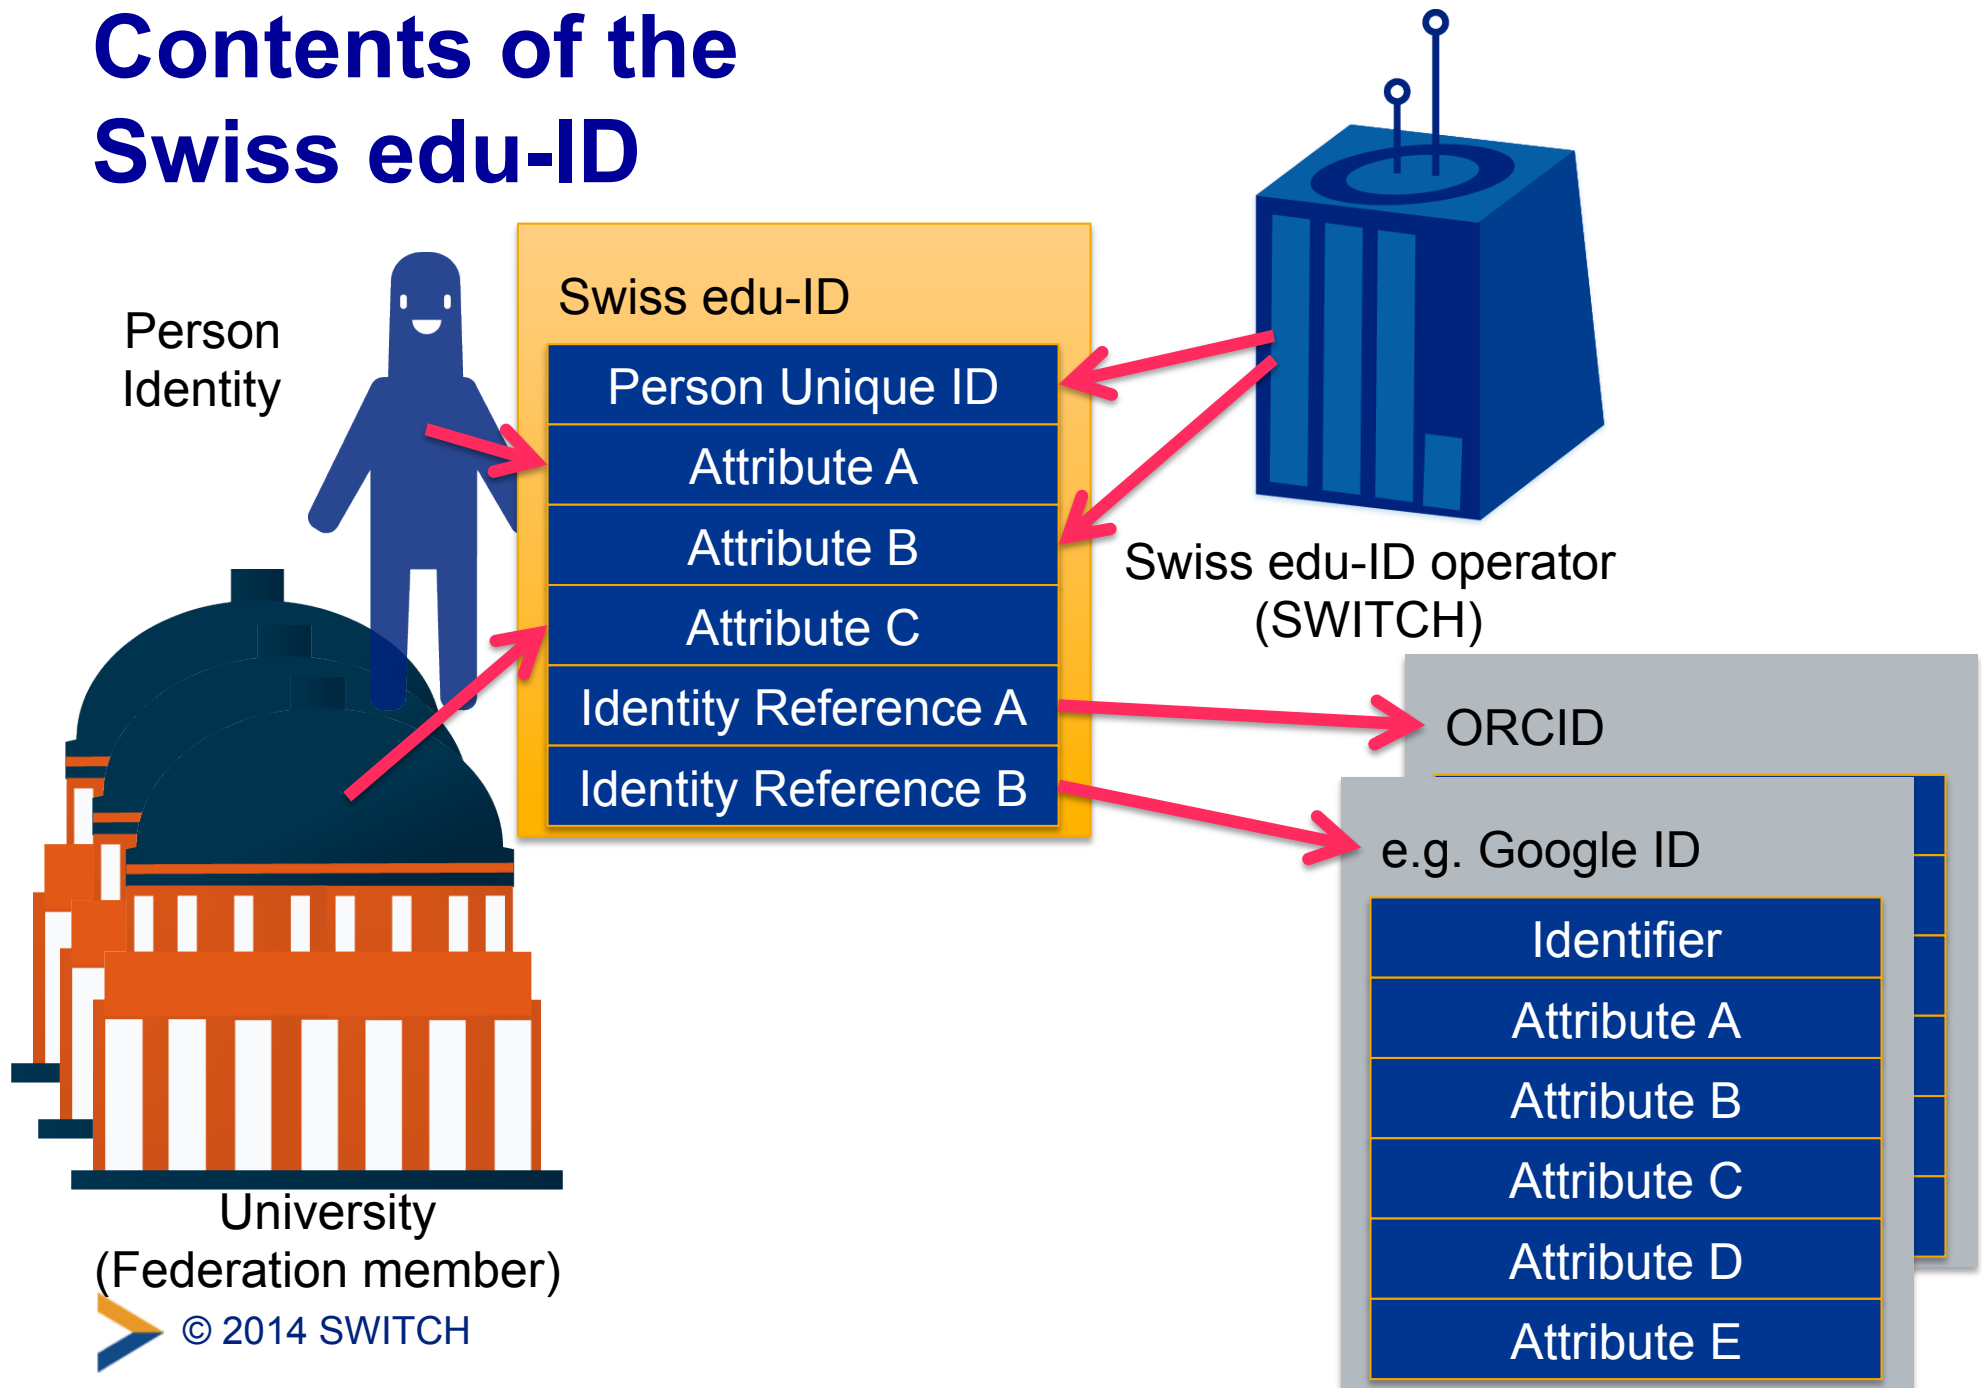 Contents of the
Swiss edu-ID
Person
Identity
Swiss edu-ID
Person Unique ID
Attribute A
Attribute B
Attribute C
Identity Reference A
Identity Reference B
Swiss edu-ID operator
(SWITCH)
ORCID
e.g. Google ID
Identifier
Attribute A
Attribute B
Attribute C
Attribute D
Attribute E
University
(Federation member)
© 2014 SWITCH